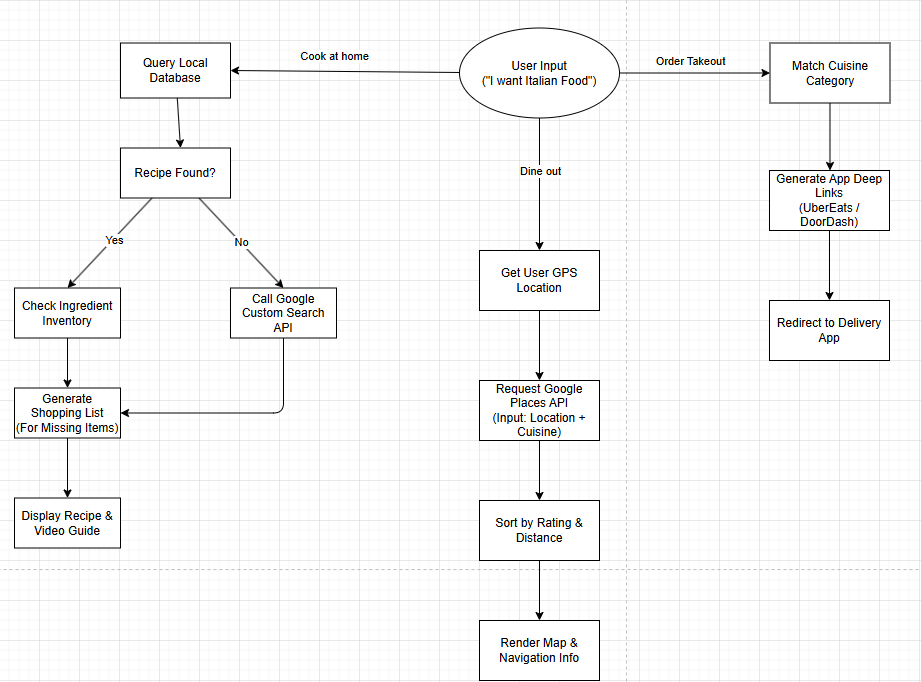 Cook at home
Order Takeout
User Input
("I want Italian Food")
Query Local
Database
Match Cuisine
Category
Dine out
Recipe Found?
Generate App Deep
Links
(UberEats /
DoorDash)
Yes
No
Get User GPS
Location
Check Ingredient
Inventory
Call Google
Custom Search
API
Redirect to Delivery
App
Generate
Shopping List
(For Missing Items)
Request Google
Places API
(Input: Location +
Cuisine)
Display Recipe &
Video Guide
Sort by Rating &
Distance
Render Map &
Navigation Info